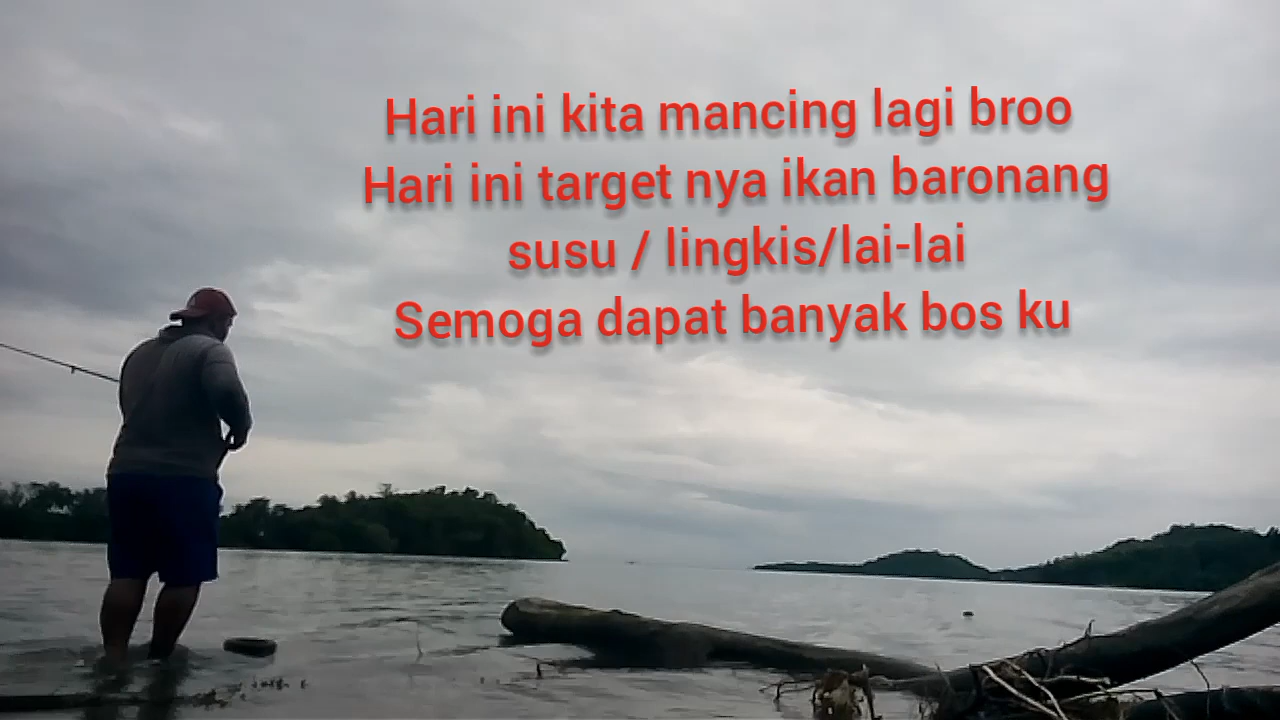 Hari ini kita mancing lagi broo
Hari ini target nya ikan baronang
susu / lingkis/lai-lai
Semoga dapat banyak bos ku